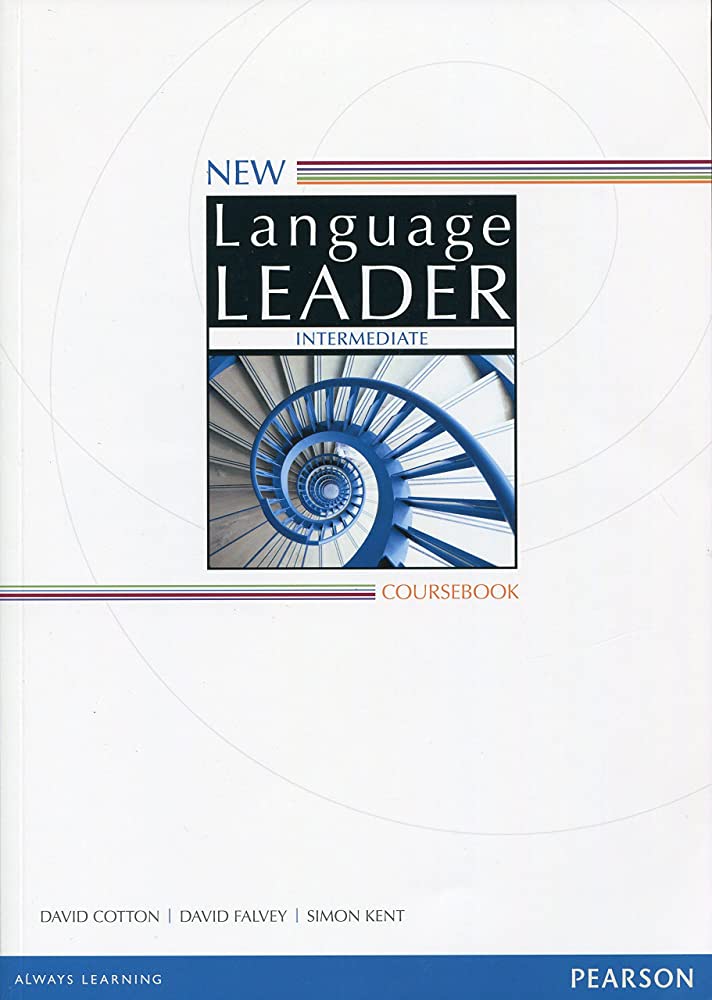 NEW
Language
LEADER
INTERMEDIATE
COURSEBOOK
DAVID COTTON | DAVID FALVEY | SIMON KENT
ALWAYS LEARNING
PEARSON